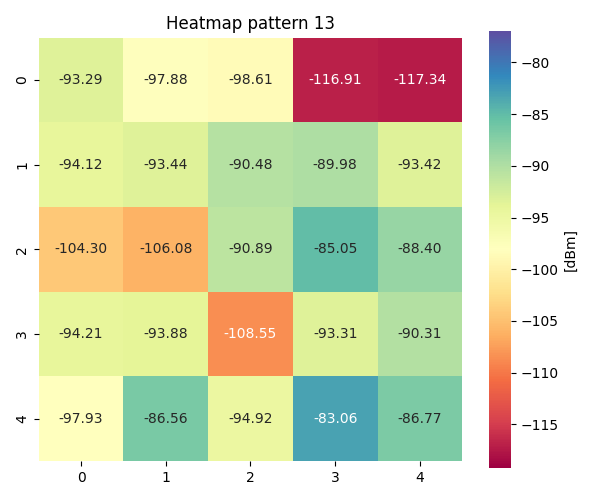 Heatmap pattern 13
0 -93.29 -97.88 -98.61 -116.91 -117.34
1 -94.12 -93.44 -90.48 -89.98 -93.42
2 -104.30 -106.08 -90.89 -85.05 -88.40
3 -94.21 -93.88 -108.55 -93.31 -90.31
4 -97.93 -86.56 -94.92 -83.06 -86.77
0 1 2 3 4
−80
−85
−90
−95
−100
−105
−110
−115
[dBm]